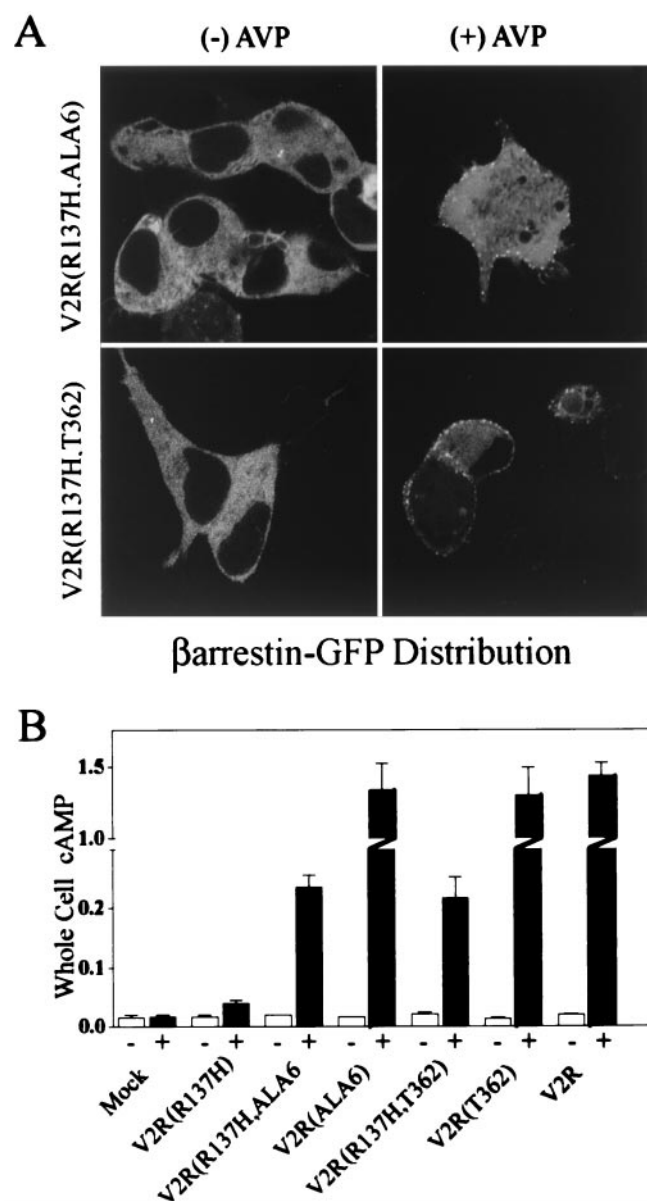 A
(-) AVP
(+) AVP
V2R(R137H.ALA6)
V2R(R137H.T362)
βarrestin-GFP Distribution
B
Whole Cell cAMP
1.5
1.0
0.2
0.1
0.0
- + - + - + - + - + - + - +
Mock
V2R(R137H)
V2R(R137H,ALA6)
V2R(ALA6)
V2R(R137H,T362)
V2R(T362)
V2R